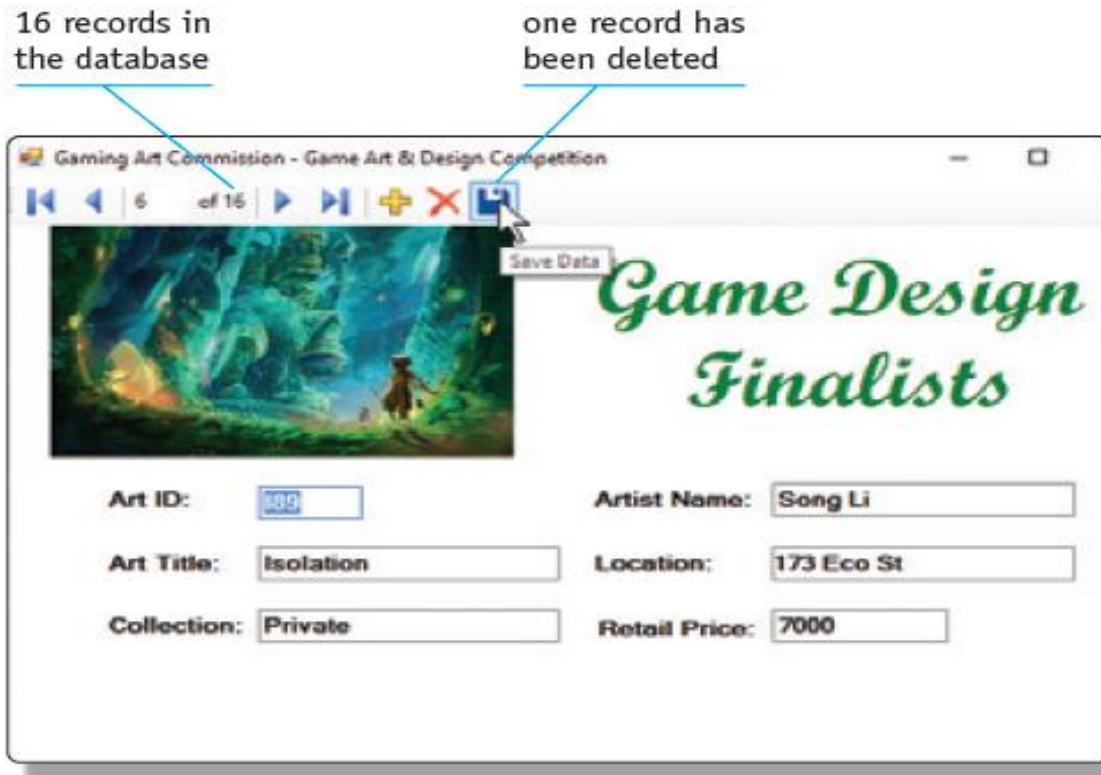 16 records in
the database
one record has
been deleted
Gaming Art Commission - Game Art & Design Competition
6 of 16
Save Data
Game Design
Finalists
Art ID: I89
Artist Name: Song Li
Art Title: Isolation
Location: 173 Eco St
Collection: Private
Retail Price: 7000